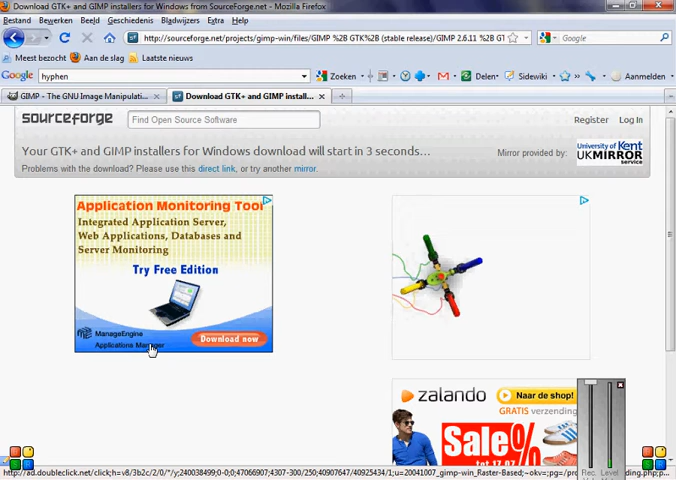 Download GTK+ and GIMP installers for Windows from SourceForge.net - Mozilla Firefox
Bestand Bewerken Beeld Geschiedenis Bladwijzers Extra Help
http://sourceforge.net/projects/gimp-win/files/GIMP %2B GTK%2B (stable release)/GIMP 2.6.11 %2B GT
Google
Meest bezocht Aan de slag Laatste nieuws
Google hyphen Zoeken Delen Sidewiki Aanmelden
GIMP - The GNU Image Manipulati... Download GTK+ and GIMP install...
sourceforge Find Open Source Software Register Log In
Your GTK+ and GIMP installers for Windows download will start in 3 seconds...
Mirror provided by: University of Kent
UKMIRROR
service
Problems with the download? Please use this direct link, or try another mirror.
Application Monitoring Tool
Integrated Application Server,
Web Applications, Databases and
Server Monitoring
Try Free Edition
ManageEngine
Applications Manager
Download now
zalando Naar de shop!
GRATIS verzending
Sale%
Rec. Level